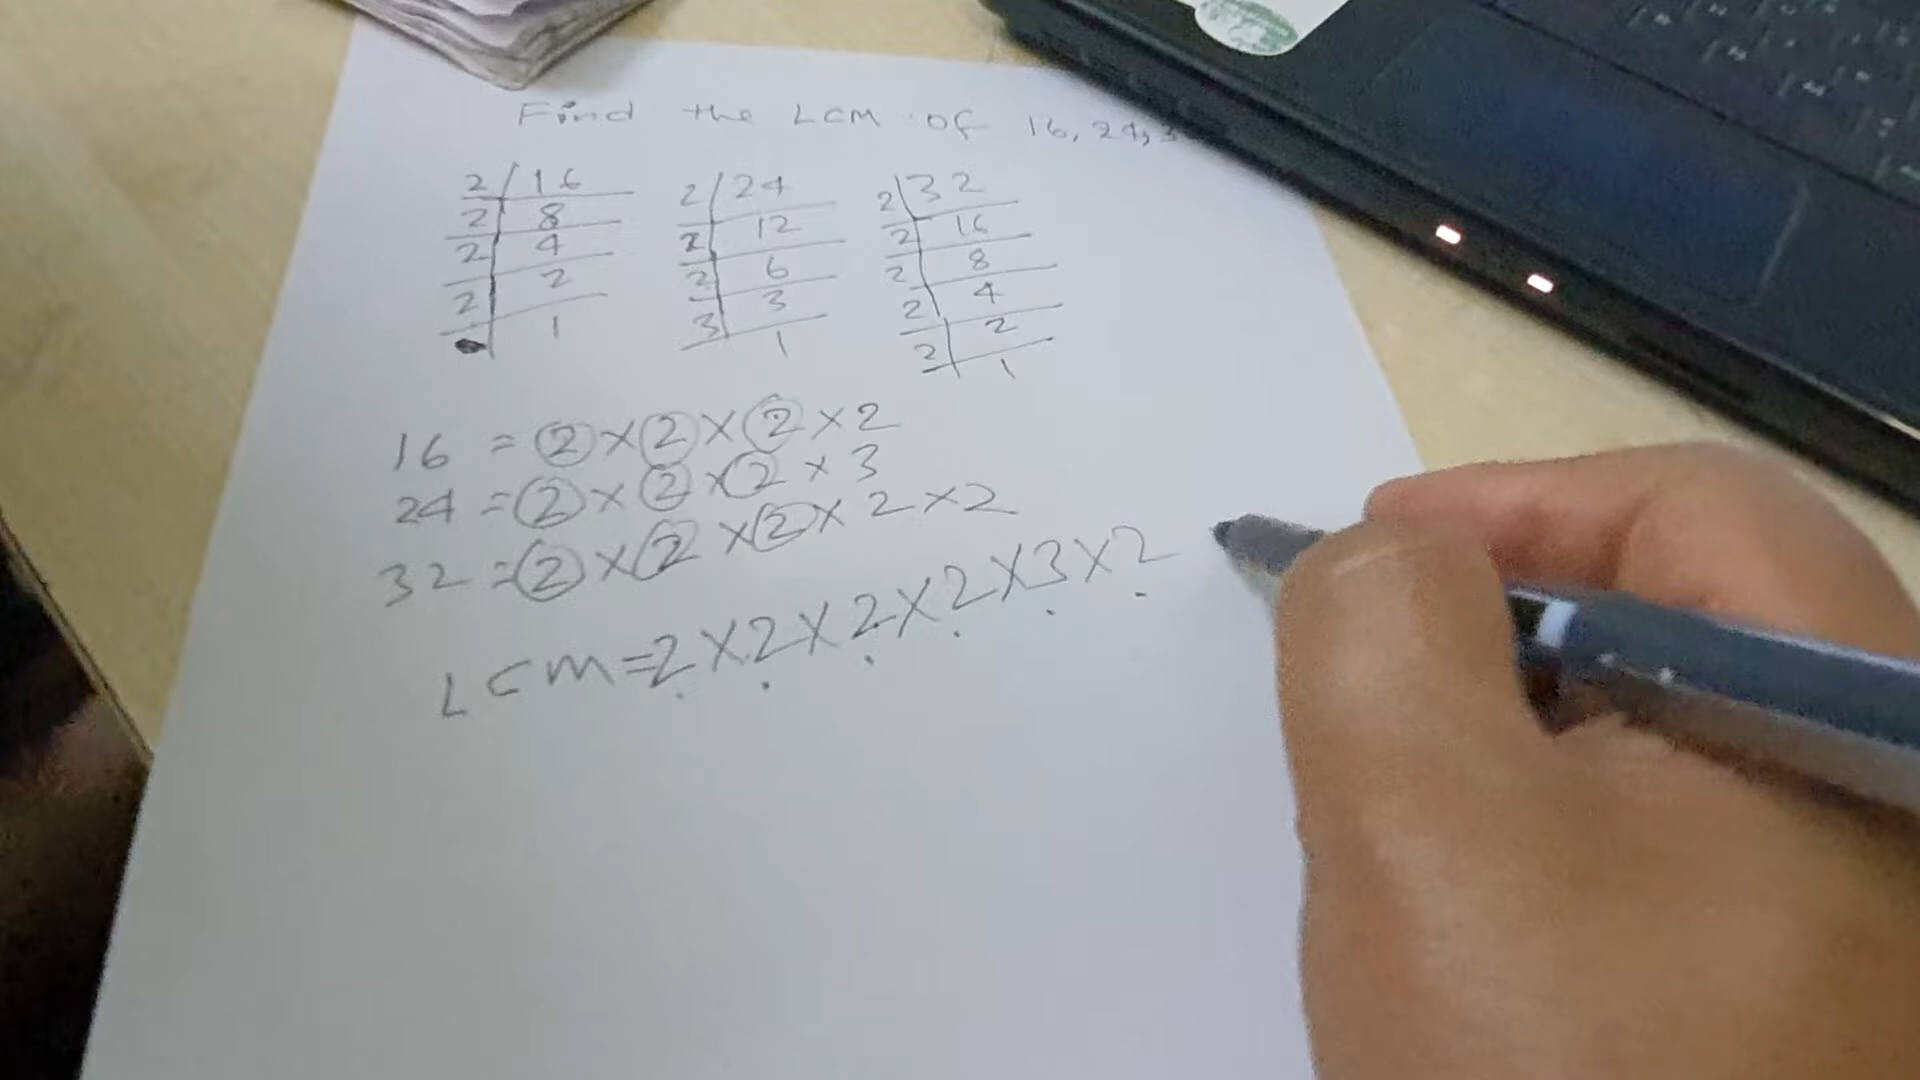 Find the LCM of 16, 24, 3
2 16 2 24 2 32
2 8 2 12 2 16
2 4 2 6 2 8
2 2 2 3 2 4
1 3 1 2 2
1
16 = 2 × 2 × 2 × 2
24 = 2 × 2 × 2 × 3
32 = 2 × 2 × 2 × 2 × 2
LCM = 2 × 2 × 2 × 2 × 3 × 2